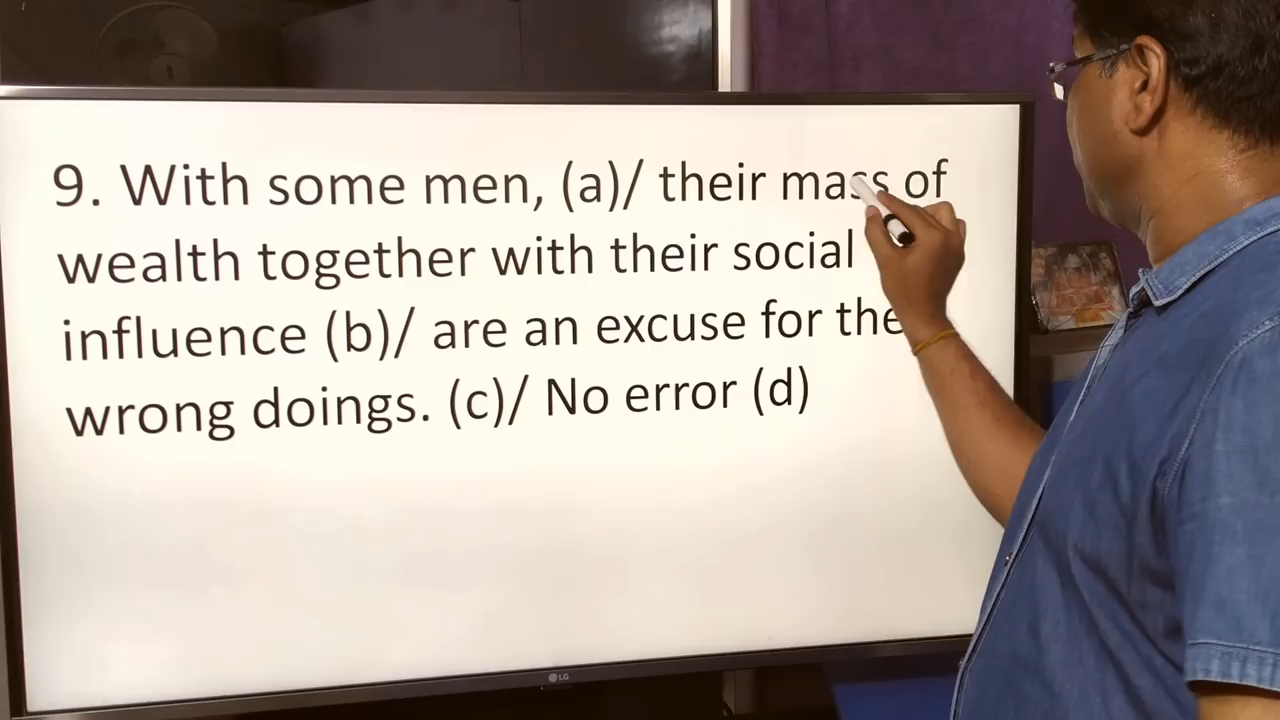 9. With some men, (a)/ their mass of
wealth together with their social
influence (b)/ are an excuse for the
wrong doings. (c)/ No error (d)
LG